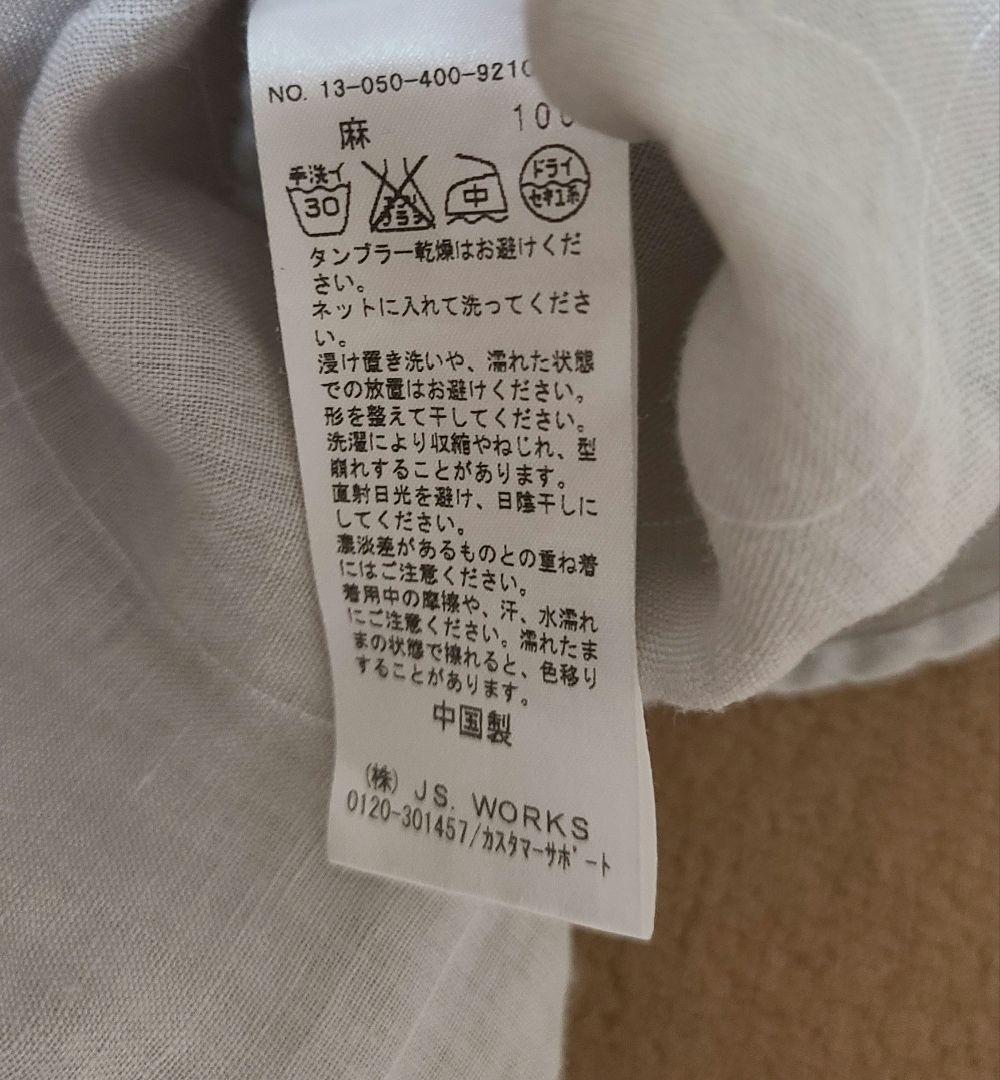 NO. 13-050-400-9210
麻 100
手洗イ 30 エンソサラシ 中 ドライ セキユ系
タンブラー乾燥はお避けくだ
さい。
ネットに入れて洗ってくださ
い。
浸け置き洗いや、濡れた状態
での放置はお避けください。
形を整えて干してください。
洗濯により収縮やねじれ、型
崩れすることがあります。
直射日光を避け、日陰干しに
してください。
濃淡差があるものとの重ね着
にはご注意ください。
着用中の摩擦や、汗、水濡れ
にご注意ください。濡れたま
まの状態で擦れると、色移り
することがあります。
中国製
(株) JS. WORKS
0120-301457/カスタマーサポート